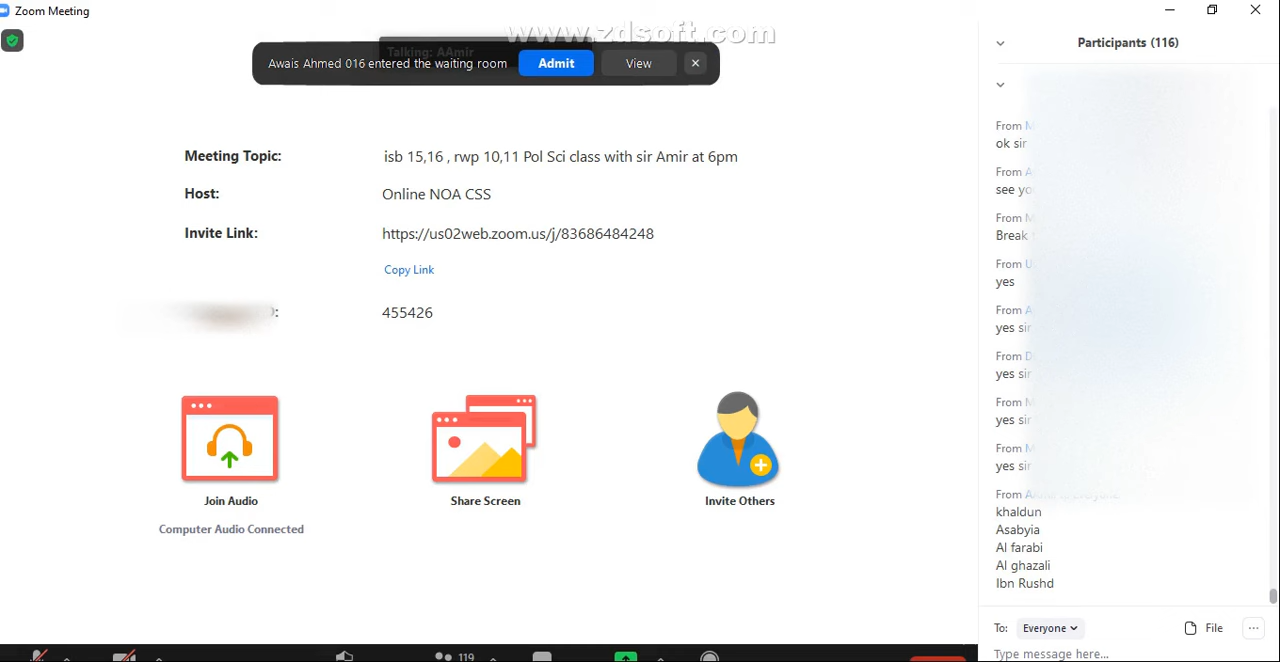 Zoom Meeting
www.zdsoft.com
Talking: AAmir
Awais Ahmed 016 entered the waiting room
Admit
View
Meeting Topic:
isb 15,16 , rwp 10,11 Pol Sci class with sir Amir at 6pm
Host:
Online NOA CSS
Invite Link:
https://us02web.zoom.us/j/83686484248
Copy Link
455426
Join Audio
Computer Audio Connected
Share Screen
Invite Others
119
Participants (116)
From
ok sir
From
see
From
Break
From
yes
From
yes sir
From
yes sir
From
yes sir
From
yes sir
From
khaldun
Asabyia
Al farabi
Al ghazali
Ibn Rushd
To: Everyone
File
Type message here...